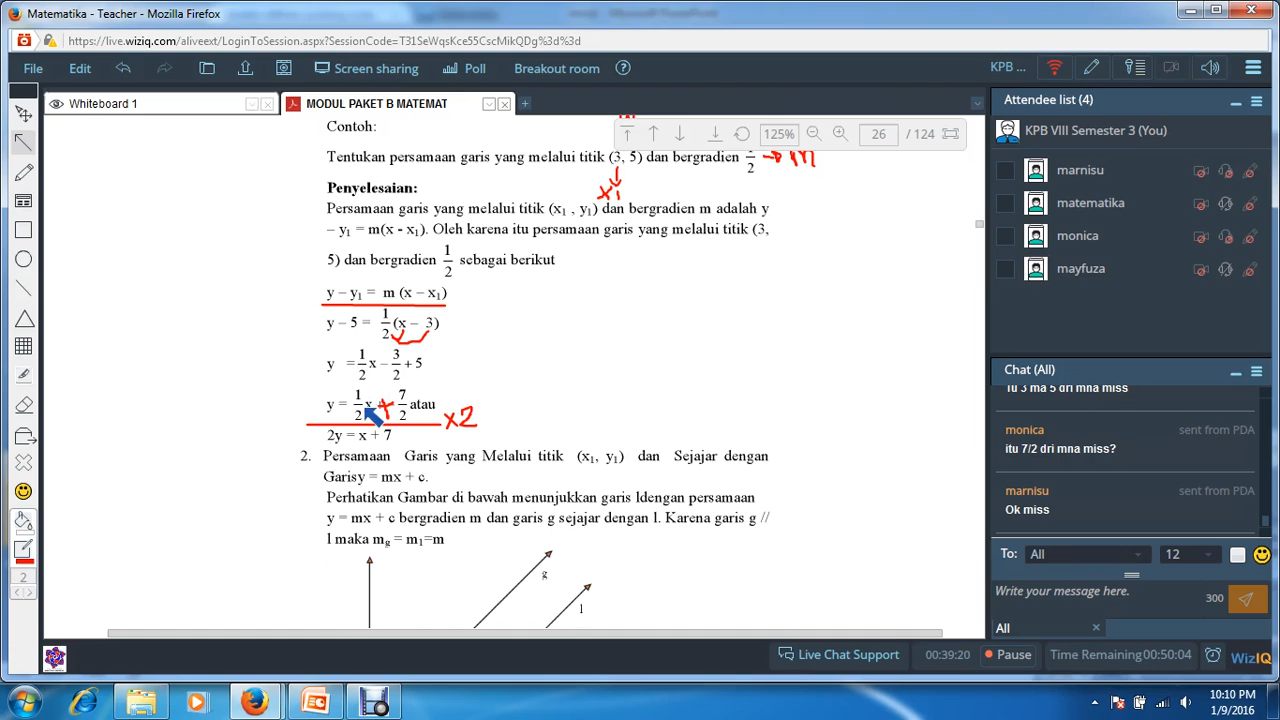 Matematika - Teacher - Mozilla Firefox
https://live.wiziq.com/aliveext/LoginToSession.aspx?SessionCode=T31SeWqsKce55CscMikQDg%3d%3d
File Edit Screen sharing Poll Breakout room KPB ...
Whiteboard 1
MODUL PAKET B MATEMAT
125% 26 / 124
Contoh:
Tentukan persamaan garis yang melalui titik (3, 5) dan bergradien 1/2 → m
x1
Penyelesaian:
Persamaan garis yang melalui titik (x1 , y1) dan bergradien m adalah y
– y1 = m(x - x1). Oleh karena itu persamaan garis yang melalui titik (3,
5) dan bergradien 1/2 sebagai berikut
y – y1 = m (x – x1)
y – 5 = 1/2 (x – 3)
y = 1/2 x – 3/2 + 5
y = 1/2 x + 7/2 atau
x2
2y = x + 7
2. Persamaan Garis yang Melalui titik (x1, y1) dan Sejajar dengan
Garisy = mx + c.
Perhatikan Gambar di bawah menunjukkan garis ldengan persamaan
y = mx + c bergradien m dan garis g sejajar dengan l. Karena garis g //
l maka mg = m1=m
g
l
2
Attendee list (4)
KPB VIII Semester 3 (You)
marnisu
matematika
monica
mayfuza
Chat (All)
Tu 3 ma 5 dri mna miss
monica sent from PDA
itu 7/2 dri mna miss?
marnisu sent from PDA
Ok miss
To: All 12
Write your message here.
300
All
Live Chat Support 00:39:20 Pause Time Remaining 00:50:04 WizIQ
10:10 PM
1/9/2016